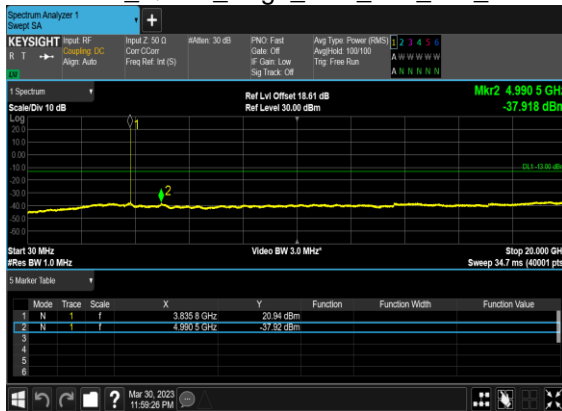 Spectrum Analyzer 1
Swept SA
+
KEYSIGHT Input: RF Input Z: 50 Ω #Atten: 30 dB PNO: Fast Avg Type: Power (RMS) 1 2 3 4 5 6
R T Coupling: DC Corr CCorr Gate: Off Avg|Hold: 100/100 A W W W W W
Align: Auto Freq Ref: Int (S) IF Gain: Low Trig: Free Run
LXI Sig Track: Off A N N N N N
1 Spectrum Ref Lvl Offset 18.61 dB Mkr2 4.990 5 GHz
Scale/Div 10 dB Ref Level 30.00 dBm -37.918 dBm
Log
20.0 1
10.0
0.00
-10.0 DL1 -13.00 dBm
-20.0
-30.0 2
-40.0
-50.0
-60.0
Start 30 MHz Video BW 3.0 MHz* Stop 20.000 GHz
#Res BW 1.0 MHz Sweep 34.7 ms (40001 pts)
5 Marker Table
Mode Trace Scale X Y Function Function Width Function Value
1 N 1 f 3.835 8 GHz 20.94 dBm
2 N 1 f 4.990 5 GHz -37.92 dBm
3
4
5
6
? Mar 30, 2023
11:59:26 PM